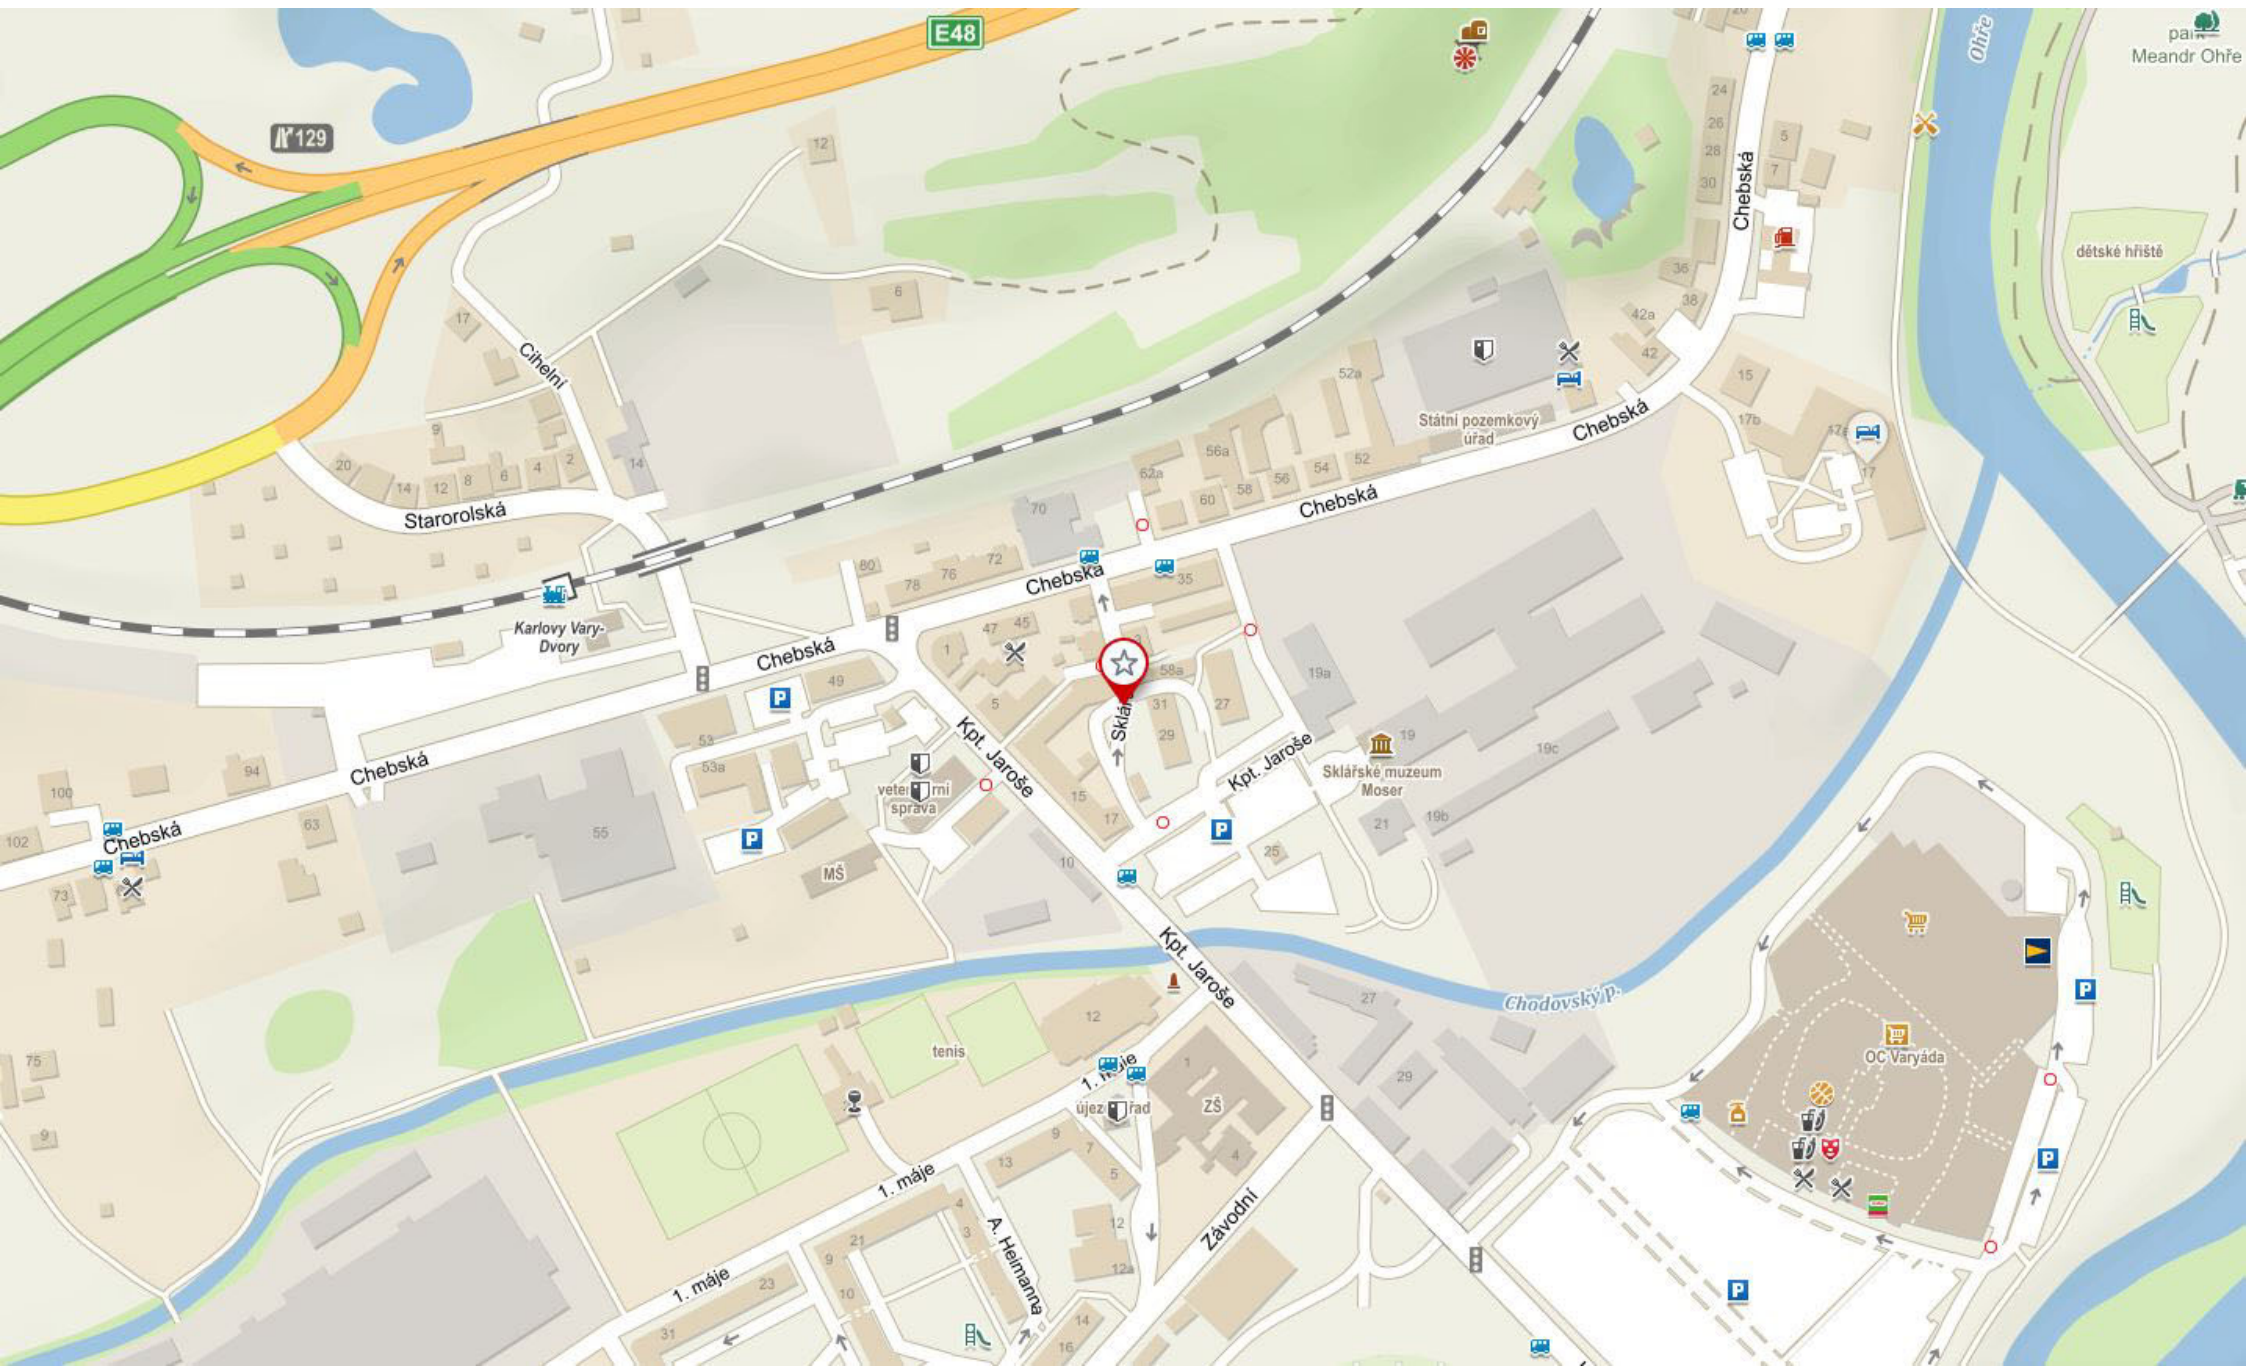 E48
129
Ohře
park
Meandr Ohře
20
24
26
28
30
5
7
12
Chebská
dětské hřiště
36
38
42a
42
6
17
Cihelní
52a
15
17b
17
Státní pozemkový
úřad
Chebská
9
20
14
12
8
6
4
2
14
Starorolská
62a
56a
60
58
56
54
52
Chebská
70
80
78
76
72
Chebská
35
Karlovy Vary-
Dvory
47
45
1
3
Chebská
49
5
58a
31
27
29
19a
53
53a
Kpt. Jaroše
Kpt. Jaroše
19
19c
Sklářské muzeum
Moser
P
94
Chebská
100
102
63
Chebská
73
55
správa
P
MŠ
15
17
10
P
21
19b
25
Kpt. Jaroše
Chodovský p.
27
29
12
tenis
75
9
1. máje
1
ZŠ
4
9
7
5
13
P
OC Varyáda
P
P
1. máje
4
3
21
9
10
A. Heimanna
12
12a
Závodní
1. máje
23
31
14
16